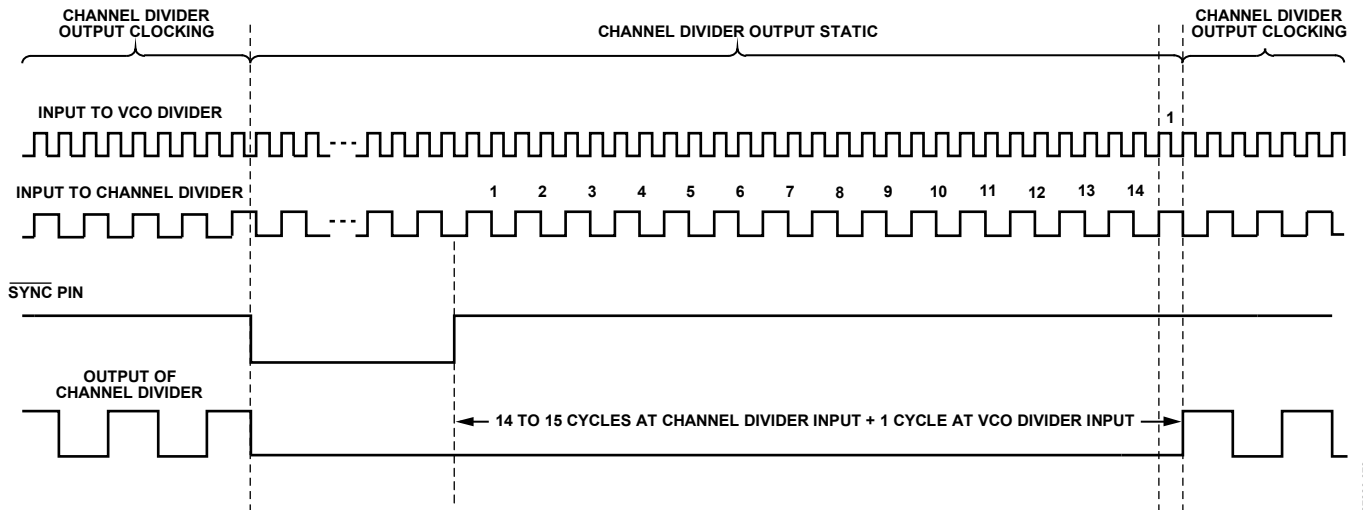 CHANNEL DIVIDER
OUTPUT CLOCKING
CHANNEL DIVIDER OUTPUT STATIC
CHANNEL DIVIDER
OUTPUT CLOCKING
INPUT TO VCO DIVIDER
1
INPUT TO CHANNEL DIVIDER
1 2 3 4 5 6 7 8 9 10 11 12 13 14
SYNC PIN
OUTPUT OF
CHANNEL DIVIDER
14 TO 15 CYCLES AT CHANNEL DIVIDER INPUT + 1 CYCLE AT VCO DIVIDER INPUT